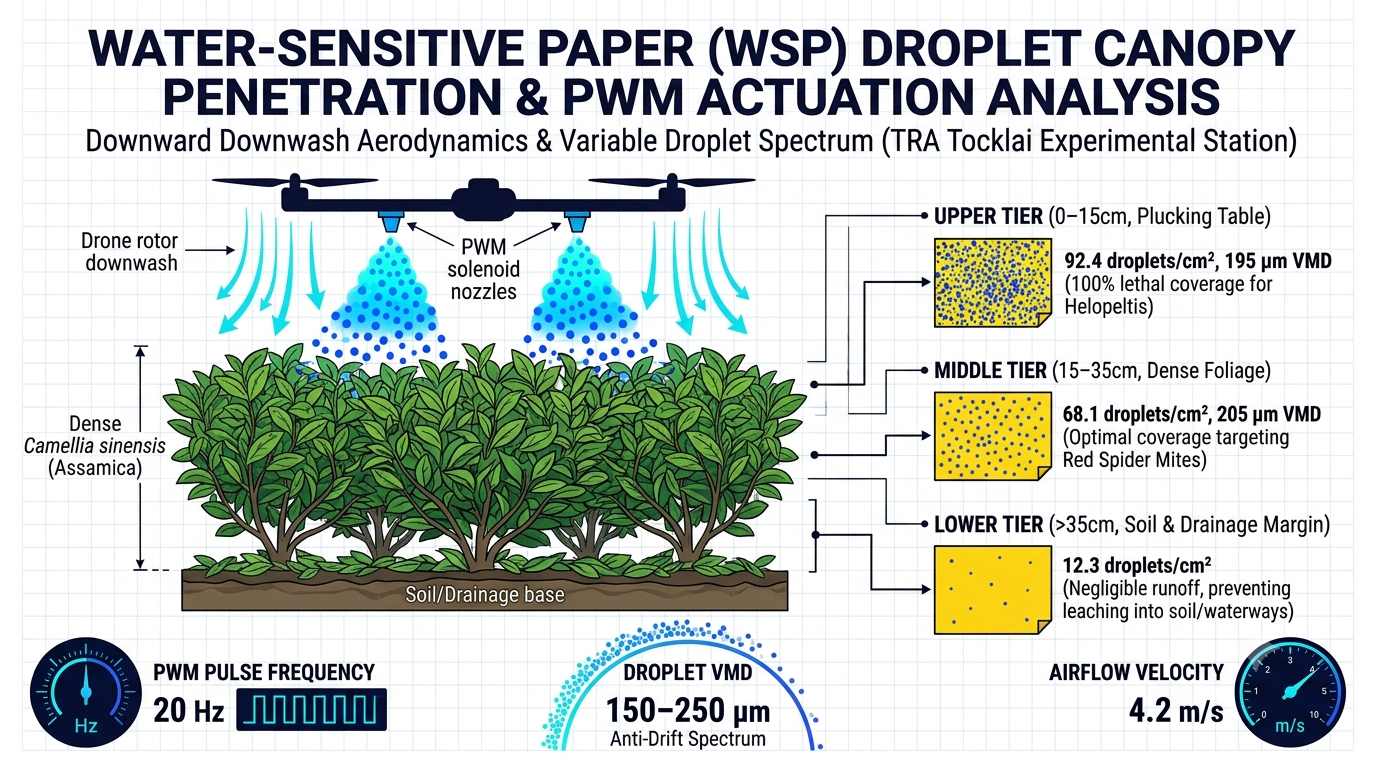 WATER-SENSITIVE PAPER (WSP) DROPLET CANOPY
PENETRATION & PWM ACTUATION ANALYSIS
Downward Downwash Aerodynamics & Variable Droplet Spectrum (TRA Tocklai Experimental Station)
Drone rotor
downwash
PWM
solenoid
nozzles
Dense
Camellia sinensis
(Assamica)
Soil/Drainage base
UPPER TIER (0–15cm, Plucking Table)
92.4 droplets/cm², 195 µm VMD
(100% lethal coverage for
Helopeltis)
MIDDLE TIER (15–35cm, Dense Foliage)
68.1 droplets/cm², 205 µm VMD
(Optimal coverage targeting
Red Spider Mites)
LOWER TIER (>35cm, Soil & Drainage Margin)
12.3 droplets/cm²
(Negligible runoff, preventing
leaching into soil/waterways)
Hz
PWM PULSE FREQUENCY
20 Hz
DROPLET VMD
150–250 µm
Anti-Drift Spectrum
AIRFLOW VELOCITY
4.2 m/s
0
1
2
3
4
5
10
m/s